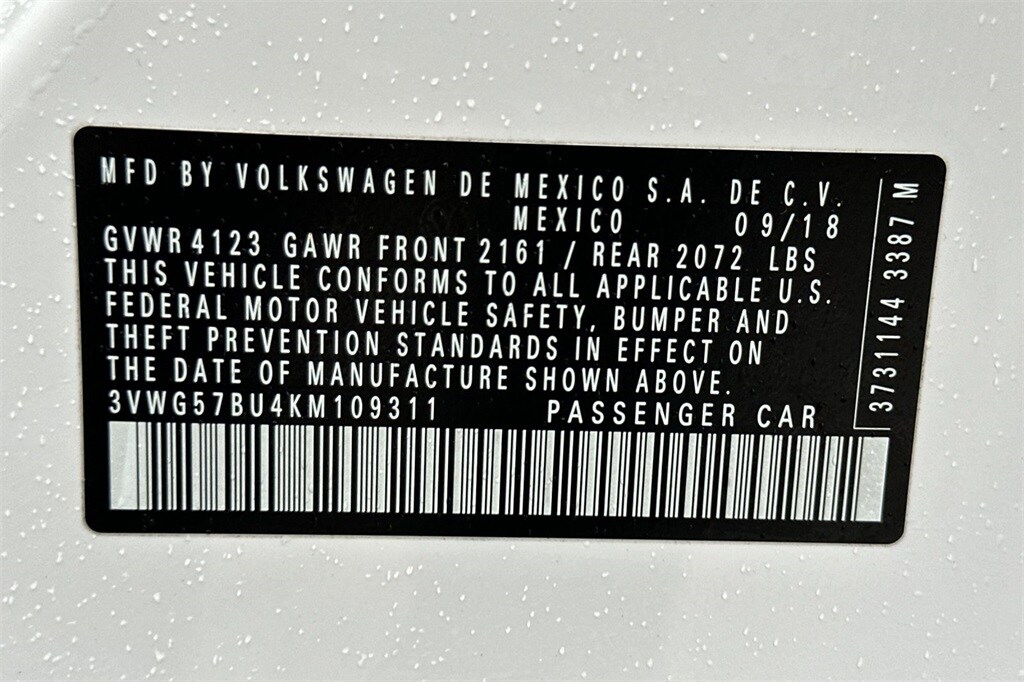 MFD BY VOLKSWAGEN DE MEXICO S.A. DE C.V.
MEXICO 09/18
GVWR 4123 GAWR FRONT 2161 / REAR 2072 LBS
THIS VEHICLE CONFORMS TO ALL APPLICABLE U.S.
FEDERAL MOTOR VEHICLE SAFETY, BUMPER AND
THEFT PREVENTION STANDARDS IN EFFECT ON
THE DATE OF MANUFACTURE SHOWN ABOVE.
3VWG57BU4KM109311 PASSENGER CAR
3731144 3387 M